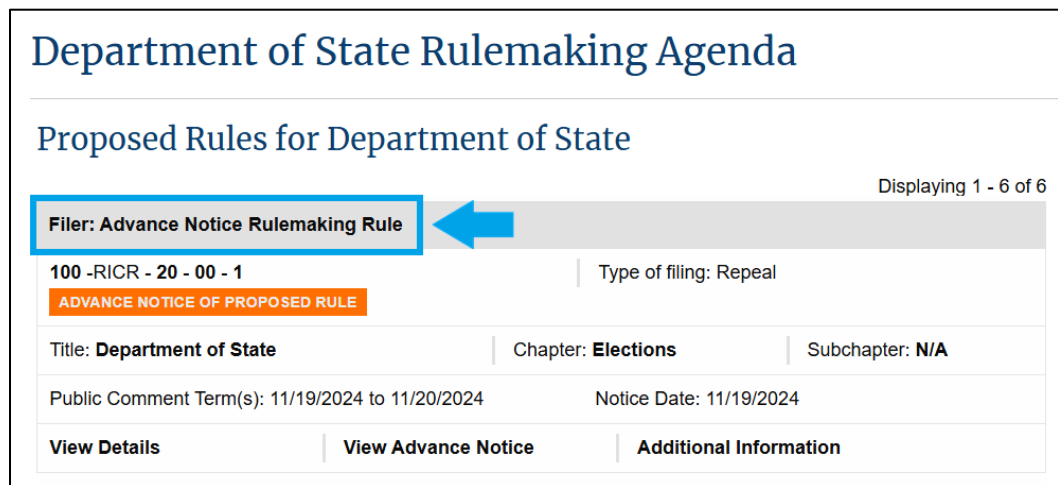 Department of State Rulemaking Agenda
Proposed Rules for Department of State
Displaying 1 - 6 of 6
Filer: Advance Notice Rulemaking Rule
100 -RICR - 20 - 00 - 1 Type of filing: Repeal
ADVANCE NOTICE OF PROPOSED RULE
Title: Department of State Chapter: Elections Subchapter: N/A
Public Comment Term(s): 11/19/2024 to 11/20/2024 Notice Date: 11/19/2024
View Details View Advance Notice Additional Information